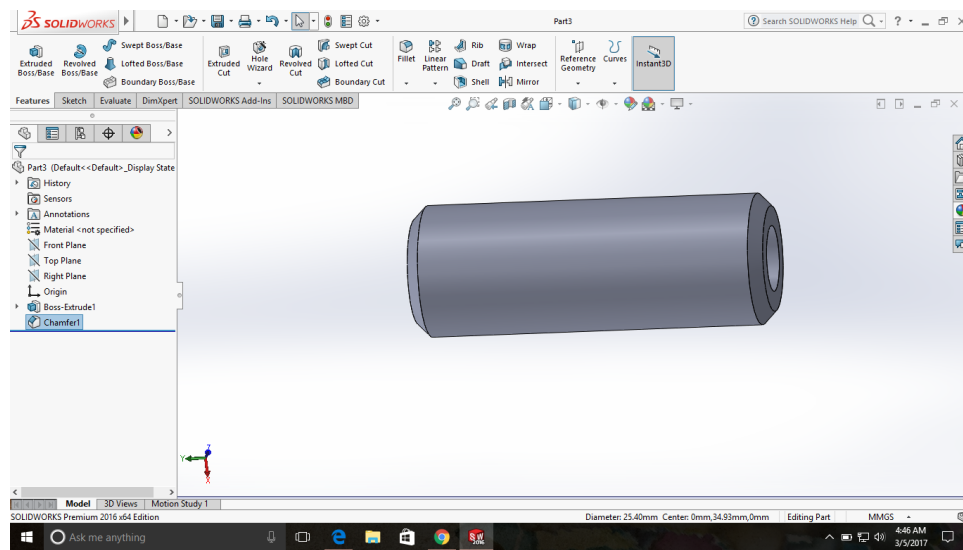 SOLIDWORKS
Part3
Search SOLIDWORKS Help
?
Extruded Boss/Base
Revolved Boss/Base
Swept Boss/Base
Lofted Boss/Base
Boundary Boss/Base
Extruded Cut
Hole Wizard
Revolved Cut
Swept Cut
Lofted Cut
Boundary Cut
Fillet
Linear Pattern
Rib
Draft
Shell
Wrap
Intersect
Mirror
Reference Geometry
Curves
Instant3D
Features Sketch Evaluate DimXpert SOLIDWORKS Add-Ins SOLIDWORKS MBD
Part3 (Default<<Default>_Display State
History
Sensors
Annotations
Material <not specified>
Front Plane
Top Plane
Right Plane
Origin
Boss-Extrude1
Chamfer1
Z
Y
X
Model 3D Views Motion Study 1
SOLIDWORKS Premium 2016 x64 Edition
Diameter: 25.40mm Center: 0mm,34.93mm,0mm Editing Part MMGS
Ask me anything
4:46 AM
3/5/2017